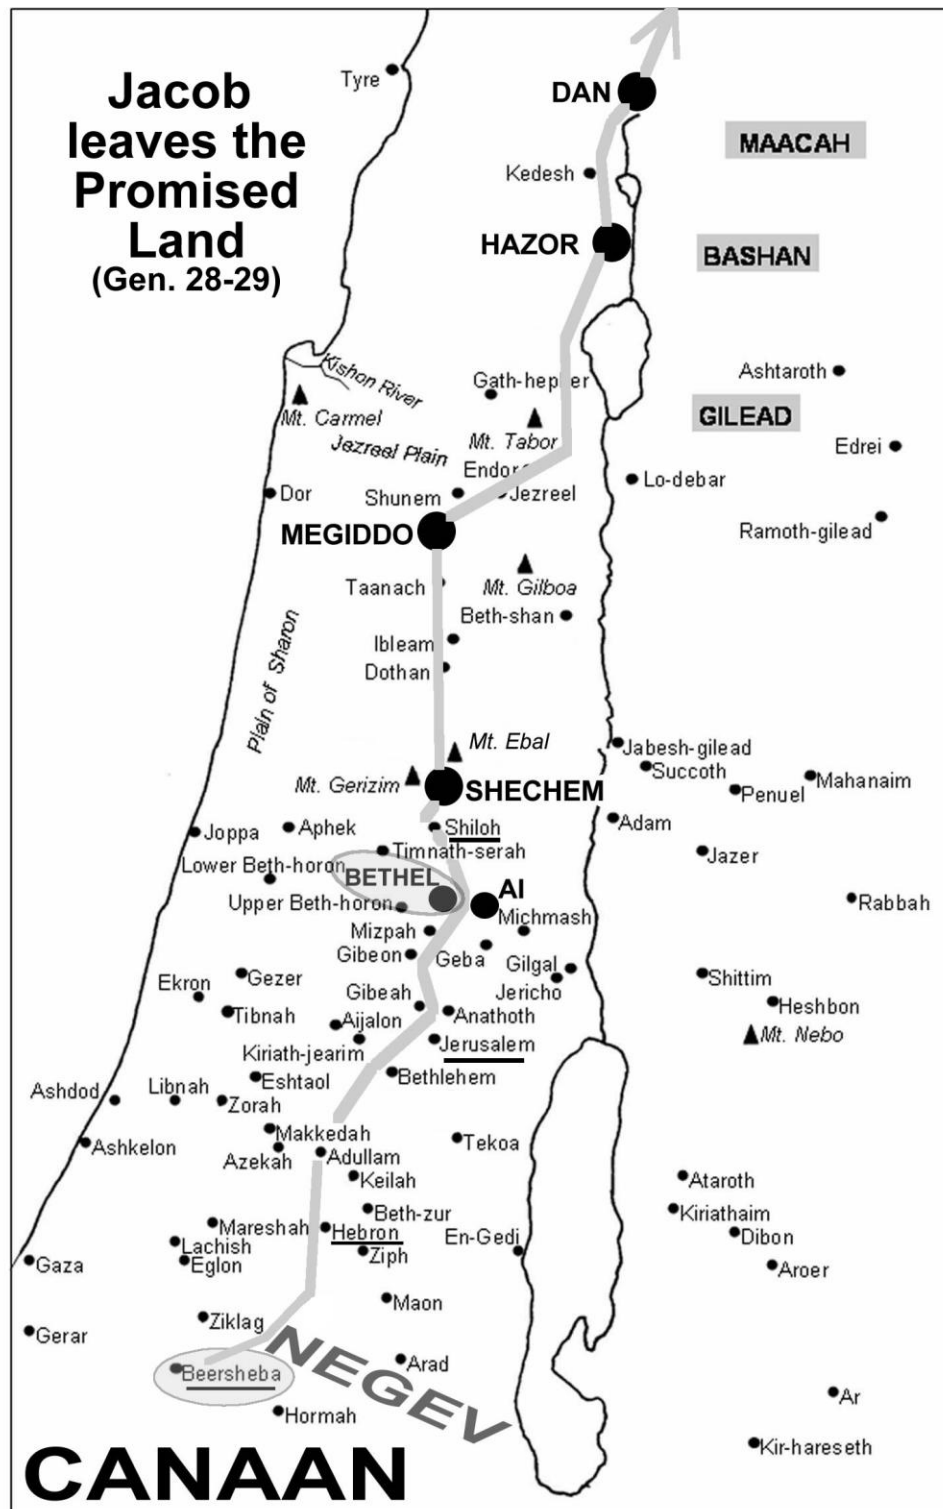 Jacob
leaves the
Promised
Land
(Gen. 28-29)
Tyre
DAN
MAACAH
Kedesh
HAZOR
BASHAN
Kishon River
Ashtaroth
Gath-hepher
Mt. Carmel
GILEAD
Mt. Tabor
Jezreel Plain
Edrei
Endor
Lo-debar
Dor
Shunem
Jezreel
Ramoth-gilead
MEGIDDO
Taanach
Mt. Gilboa
Beth-shan
Ibleam
Dothan
Plain of Sharon
Mt. Ebal
Jabesh-gilead
Succoth
Mahanaim
Mt. Gerizim
SHECHEM
Penuel
Joppa
Aphek
Shiloh
Adam
Timnath-serah
Jazer
Lower Beth-horon
BETHEL
AI
Upper Beth-horon
Rabbah
Michmash
Mizpah
Gibeon
Geba
Gilgal
Gezer
Shittim
Ekron
Jericho
Gibeah
Heshbon
Tibnah
Aijalon
Anathoth
Mt. Nebo
Kiriath-jearim
Jerusalem
Eshtaol
Bethlehem
Ashdod
Libnah
Zorah
Makkedah
Ashkelon
Azekah
Adullam
Tekoa
Keilah
Ataroth
Beth-zur
Kiriathaim
Mareshah
Hebron
En-Gedi
Dibon
Lachish
Ziph
Gaza
Eglon
Aroer
Maon
Ziklag
Gerar
NEGEV
Beersheba
Arad
Ar
Hormah
Kir-hareseth
CANAAN